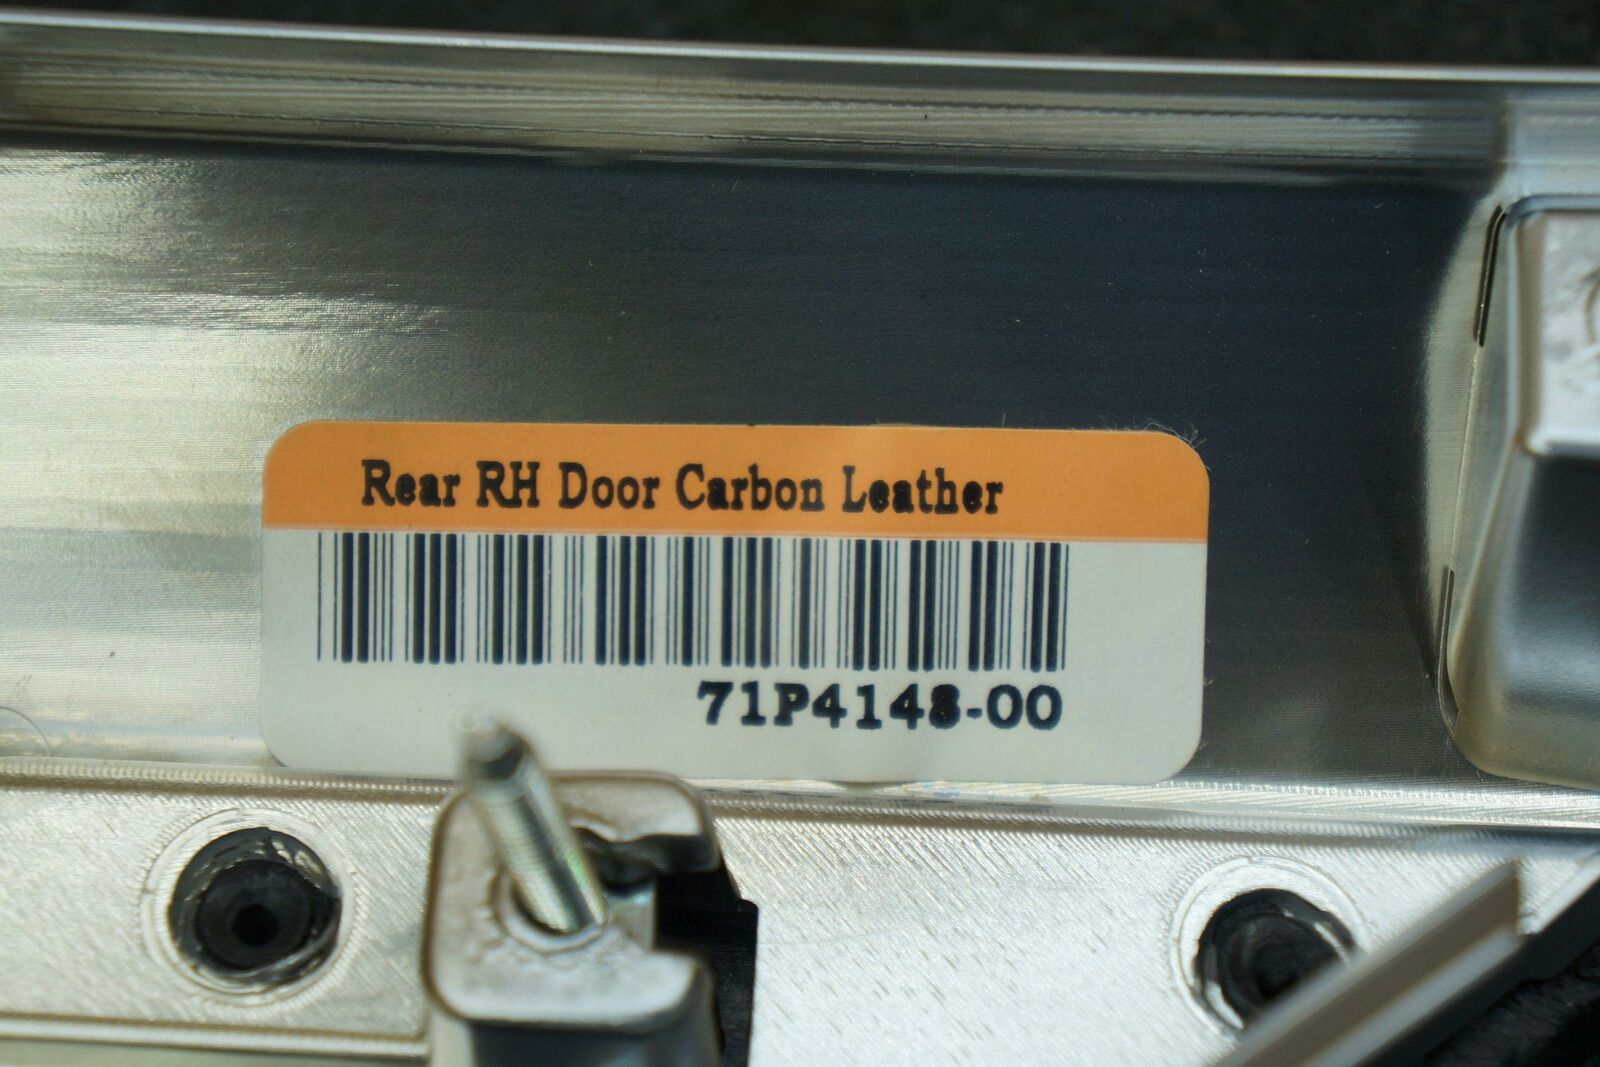 Rear RH Door Carbon Leather
71P4148-00